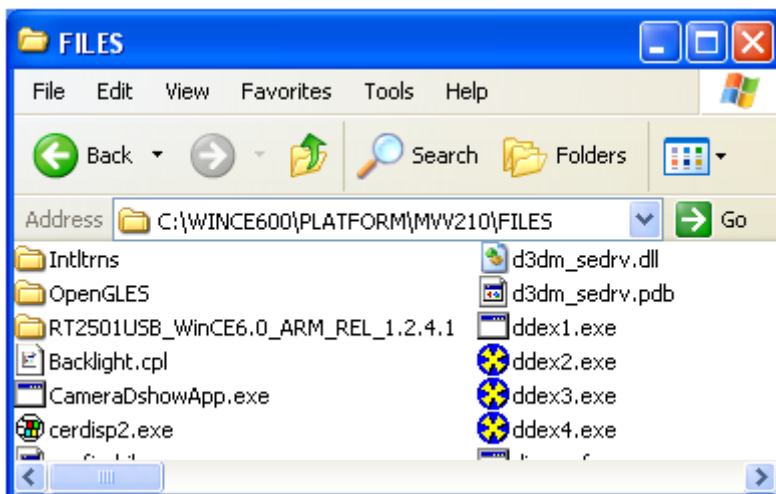 FILES
File Edit View Favorites Tools Help
Back Search Folders
Address C:\WINCE600\PLATFORM\MVV210\FILES Go
Intltrns
OpenGLES
RT2501USB_WinCE6.0_ARM_REL_1.2.4.1
Backlight.cpl
CameraDshowApp.exe
cerdisp2.exe
d3dm_sedrv.dll
d3dm_sedrv.pdb
ddex1.exe
ddex2.exe
ddex3.exe
ddex4.exe